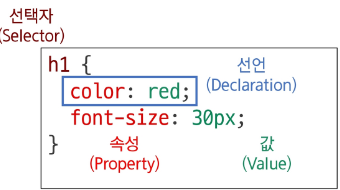 선택자
(Selector)
h1 {
color: red;
선언
(Declaration)
font-size: 30px;
}
속성
(Property)
값
(Value)